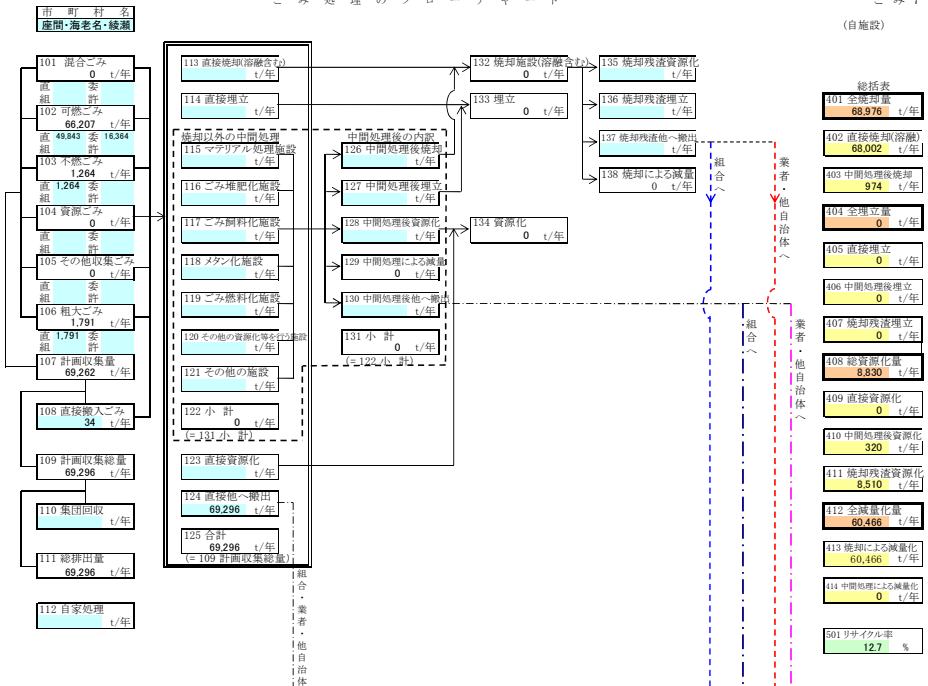 ごみ処理のフローチャート
市町村名
座間・海老名・綾瀬
(自施設)
101 混合ごみ
0 t/年
直 委
組 許
102 可燃ごみ
66,207 t/年
直 49,843 委 16,364
組 許
103 不燃ごみ
1,264 t/年
直 1,264 委
組 許
104 資源ごみ
0 t/年
直 委
組 許
105 その他収集ごみ
0 t/年
直 委
組 許
106 粗大ごみ
1,791 t/年
直 1,791 委
組 許
107 計画収集量
69,262 t/年
108 直接搬入ごみ
34 t/年
109 計画収集総量
69,296 t/年
110 集団回収
t/年
111 総排出量
69,296 t/年
112 自家処理
t/年
113 直接焼却(溶融含む)
t/年
114 直接埋立
t/年
焼却以外の中間処理
115 マテリアル処理施設
t/年
116 ごみ堆肥化施設
t/年
117 ごみ飼料化施設
t/年
118 メタン化施設
t/年
119 ごみ燃料化施設
t/年
120 その他の資源化等を行う施設
t/年
121 その他の施設
t/年
122 小 計
0 t/年
(= 131 小 計)
123 直接資源化
t/年
124 直接他へ搬出
69,296 t/年
125 合計
69,296 t/年
(= 109 計画収集総量)
組合・業者・他自治体
中間処理後の内訳
126 中間処理後焼却
t/年
127 中間処理後埋立
t/年
128 中間処理後資源化
t/年
129 中間処理による減量
0 t/年
130 中間処理後他へ搬出
t/年
131 小 計
0 t/年
(= 122 小 計)
132 焼却施設(溶融含む)
0 t/年
133 埋立
0 t/年
134 資源化
0 t/年
135 焼却残渣資源化
t/年
136 焼却残渣埋立
t/年
137 焼却残渣他へ搬出
t/年
138 焼却による減量
0 t/年
組合へ
業者・他自治体へ
組合へ
業者・他自治体へ
総括表
401 全焼却量
68,976 t/年
402 直接焼却(溶融)
68,002 t/年
403 中間処理後焼却
974 t/年
404 全埋立量
0 t/年
405 直接埋立
0 t/年
406 中間処理後埋立
0 t/年
407 焼却残渣埋立
0 t/年
408 総資源化量
8,830 t/年
409 直接資源化
0 t/年
410 中間処理後資源化
320 t/年
411 焼却残渣資源化
8,510 t/年
412 全減量化量
60,466 t/年
413 焼却による減量化
60,466 t/年
414 中間処理による減量化
0 t/年
501 リサイクル率
12.7 %